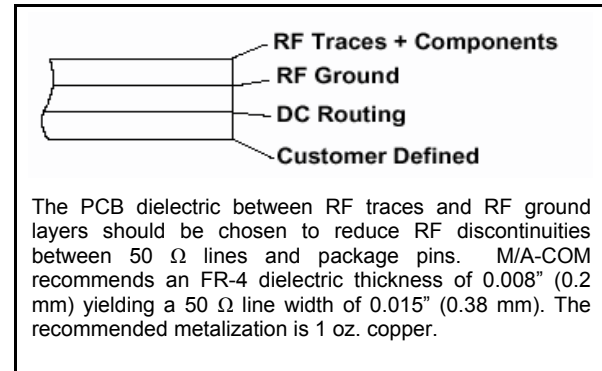 RF Traces + Components
RF Ground
DC Routing
Customer Defined
The PCB dielectric between RF traces and RF ground
layers should be chosen to reduce RF discontinuities
between 50 Ω lines and package pins. M/A-COM
recommends an FR-4 dielectric thickness of 0.008” (0.2
mm) yielding a 50 Ω line width of 0.015” (0.38 mm). The
recommended metalization is 1 oz. copper.